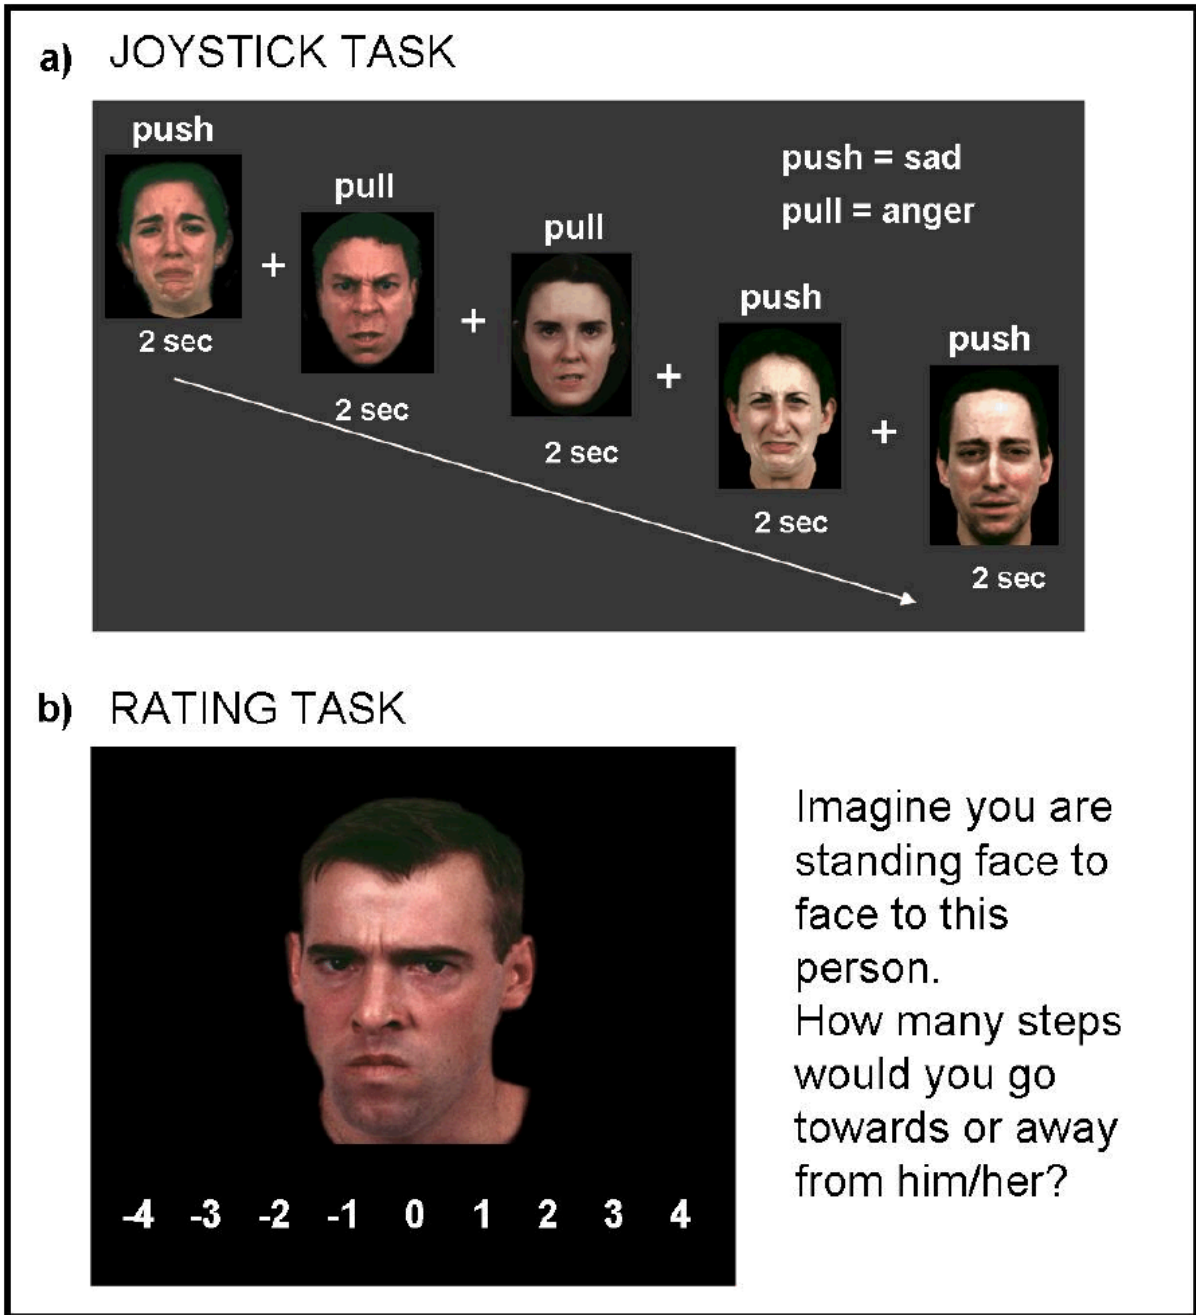 a) JOYSTICK TASK
push
pull
pull
push
push
push = sad
pull = anger
+
+
+
+
2 sec
2 sec
2 sec
2 sec
2 sec
b) RATING TASK
-4 -3 -2 -1 0 1 2 3 4
Imagine you are
standing face to
face to this
person.
How many steps
would you go
towards or away
from him/her?